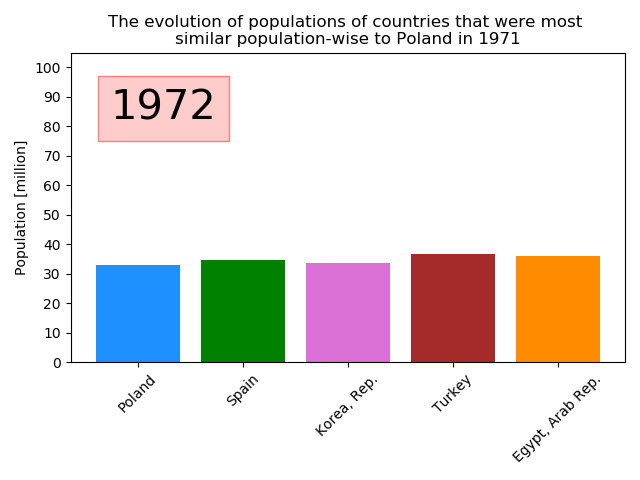 The evolution of populations of countries that were most
similar population-wise to Poland in 1971
1972
Population [million]
100
90
80
70
60
50
40
30
20
10
0
Poland
Spain
Korea, Rep.
Turkey
Egypt, Arab Rep.